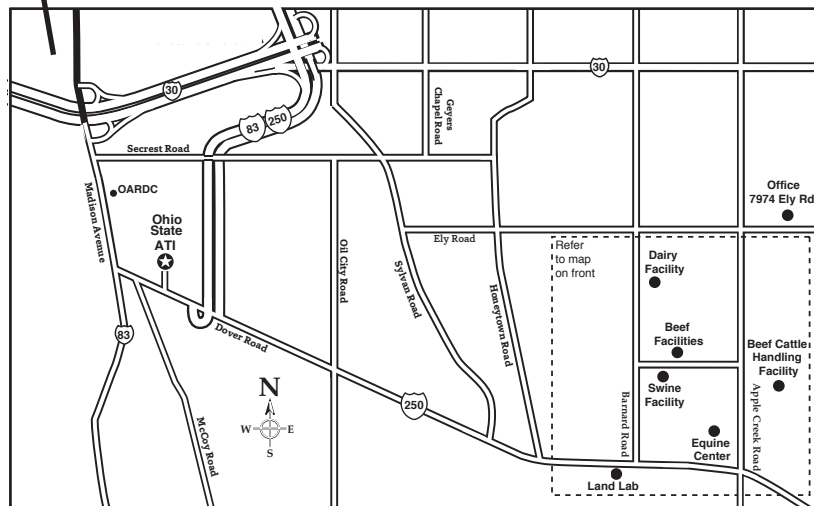 30
30
83
250
Geyers
Chapel Road
Secrest Road
OARDC
Ohio
State
ATI
Madison Avenue
Office
7974 Ely Rd
Ely Road
Refer
to map
on front
Dairy
Facility
Oil City Road
Sylvan Road
Honeytown Road
83
Dover Road
Beef
Facilities
Beef Cattle
Handling
Facility
Swine
Facility
N
W
E
S
250
McCoy Road
Barnard Road
Apple Creek Road
Equine
Center
Land Lab